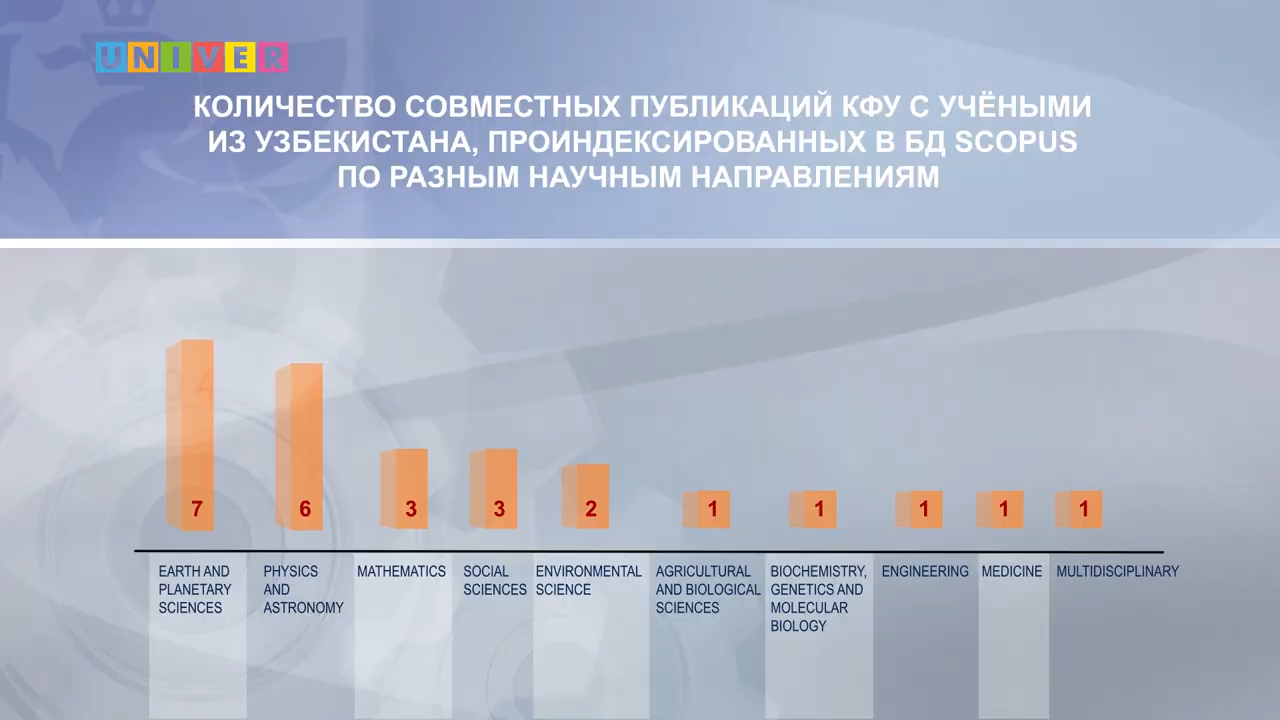 UNIVER
КОЛИЧЕСТВО СОВМЕСТНЫХ ПУБЛИКАЦИЙ КФУ С УЧЁНЫМИ
ИЗ УЗБЕКИСТАНА, ПРОИНДЕКСИРОВАННЫХ В БД SCOPUS
ПО РАЗНЫМ НАУЧНЫМ НАПРАВЛЕНИЯМ
1804
7
6
3
3
2
1
1
1
1
1
EARTH AND
PLANETARY
SCIENCES
PHYSICS
AND
ASTRONOMY
MATHEMATICS
SOCIAL
SCIENCES
ENVIRONMENTAL
SCIENCE
AGRICULTURAL
AND BIOLOGICAL
SCIENCES
BIOCHEMISTRY,
GENETICS AND
MOLECULAR
BIOLOGY
ENGINEERING
MEDICINE
MULTIDISCIPLINARY